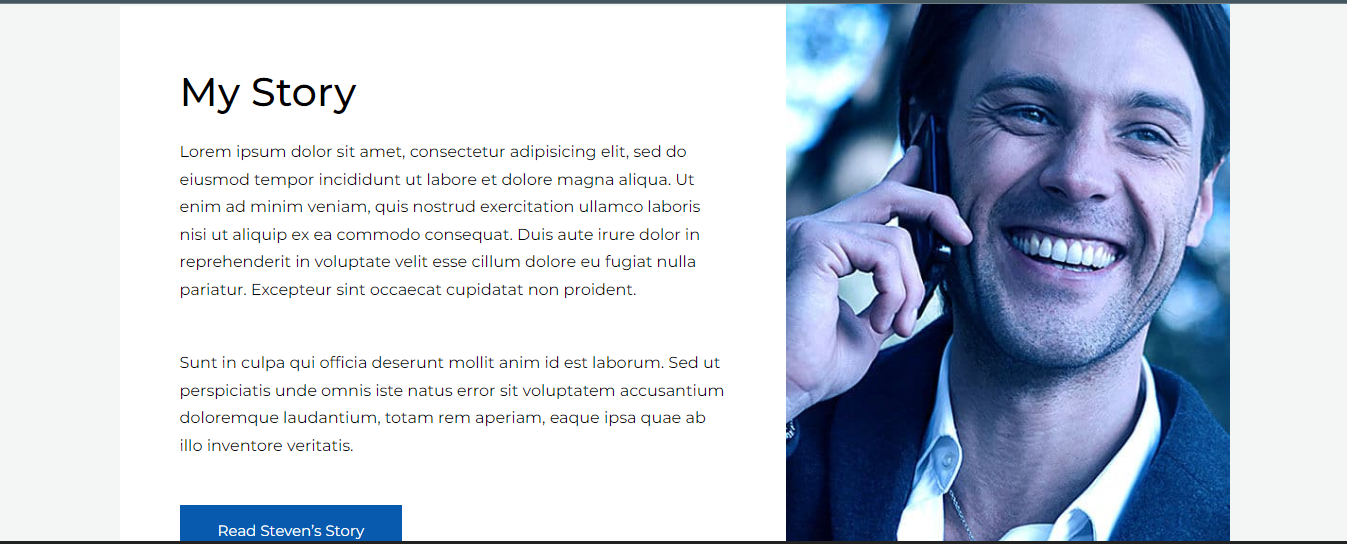 My Story
Lorem ipsum dolor sit amet, consectetur adipisicing elit, sed do
eiusmod tempor incididunt ut labore et dolore magna aliqua. Ut
enim ad minim veniam, quis nostrud exercitation ullamco laboris
nisi ut aliquip ex ea commodo consequat. Duis aute irure dolor in
reprehenderit in voluptate velit esse cillum dolore eu fugiat nulla
pariatur. Excepteur sint occaecat cupidatat non proident.
Sunt in culpa qui officia deserunt mollit anim id est laborum. Sed ut
perspiciatis unde omnis iste natus error sit voluptatem accusantium
doloremque laudantium, totam rem aperiam, eaque ipsa quae ab
illo inventore veritatis.
Read Steven’s Story